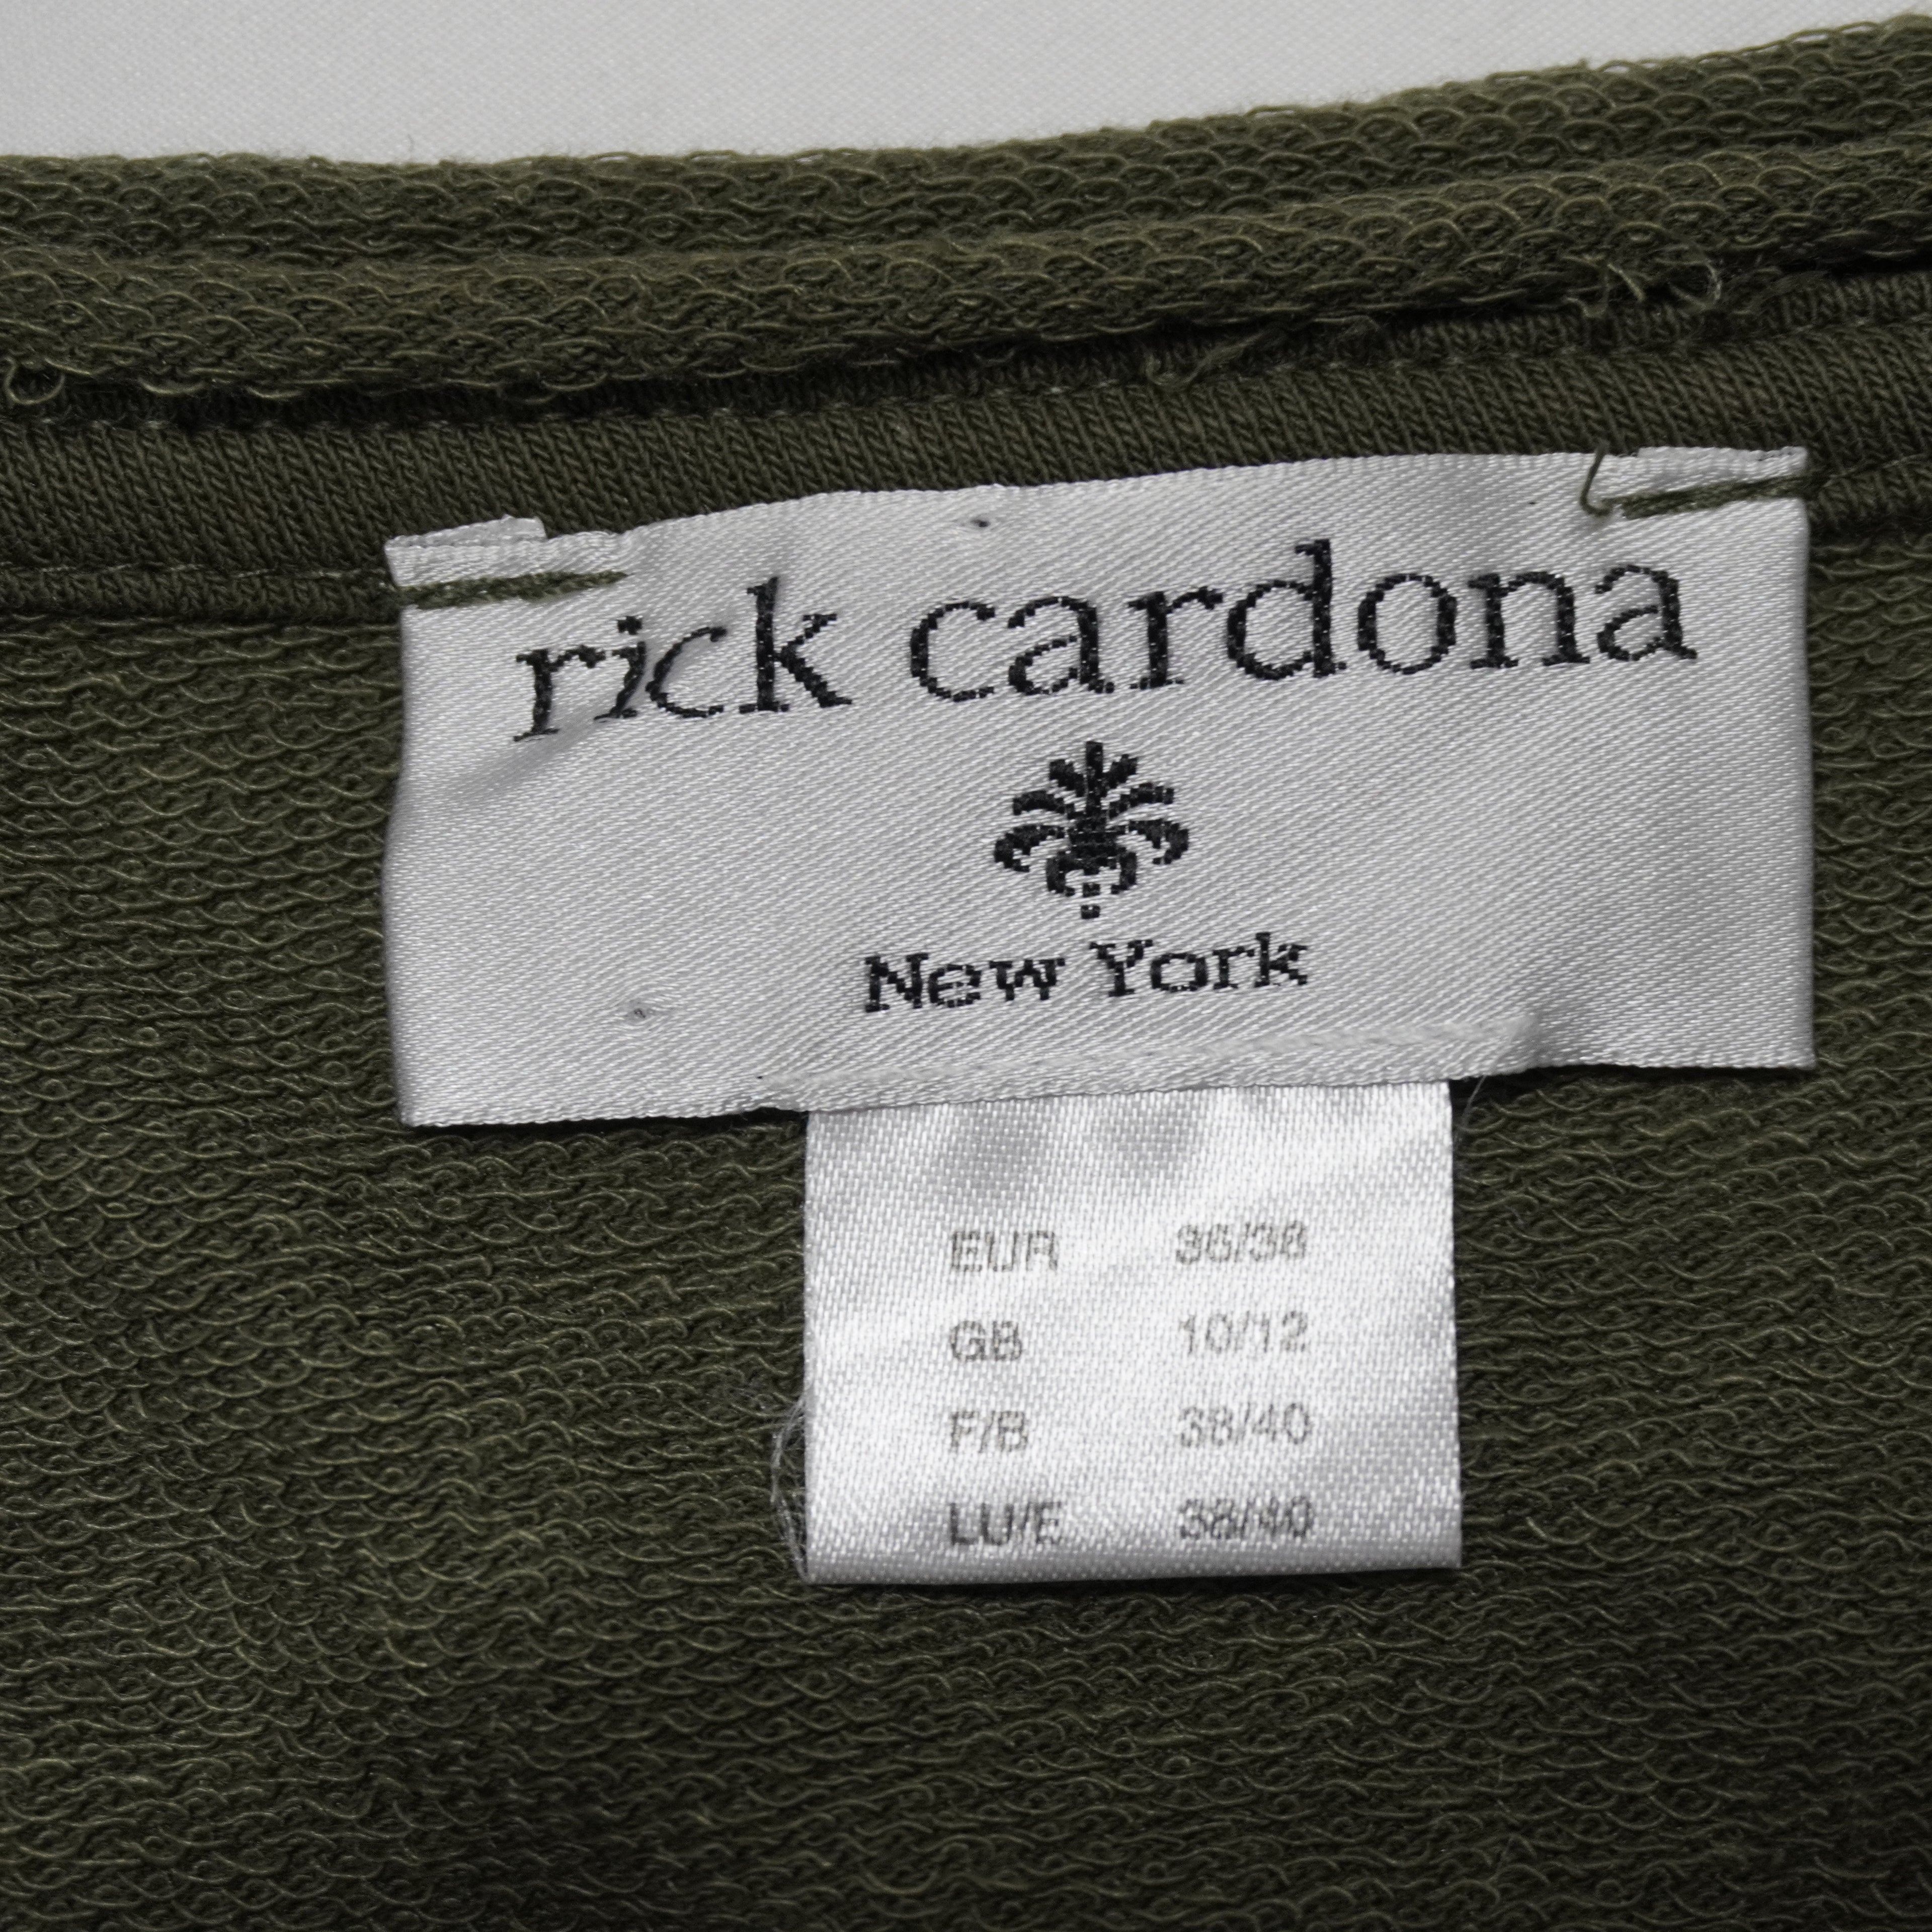 rick cardona
New York
EUR 36/38
GB 10/12
F/B 38/40
LU/E 38/40